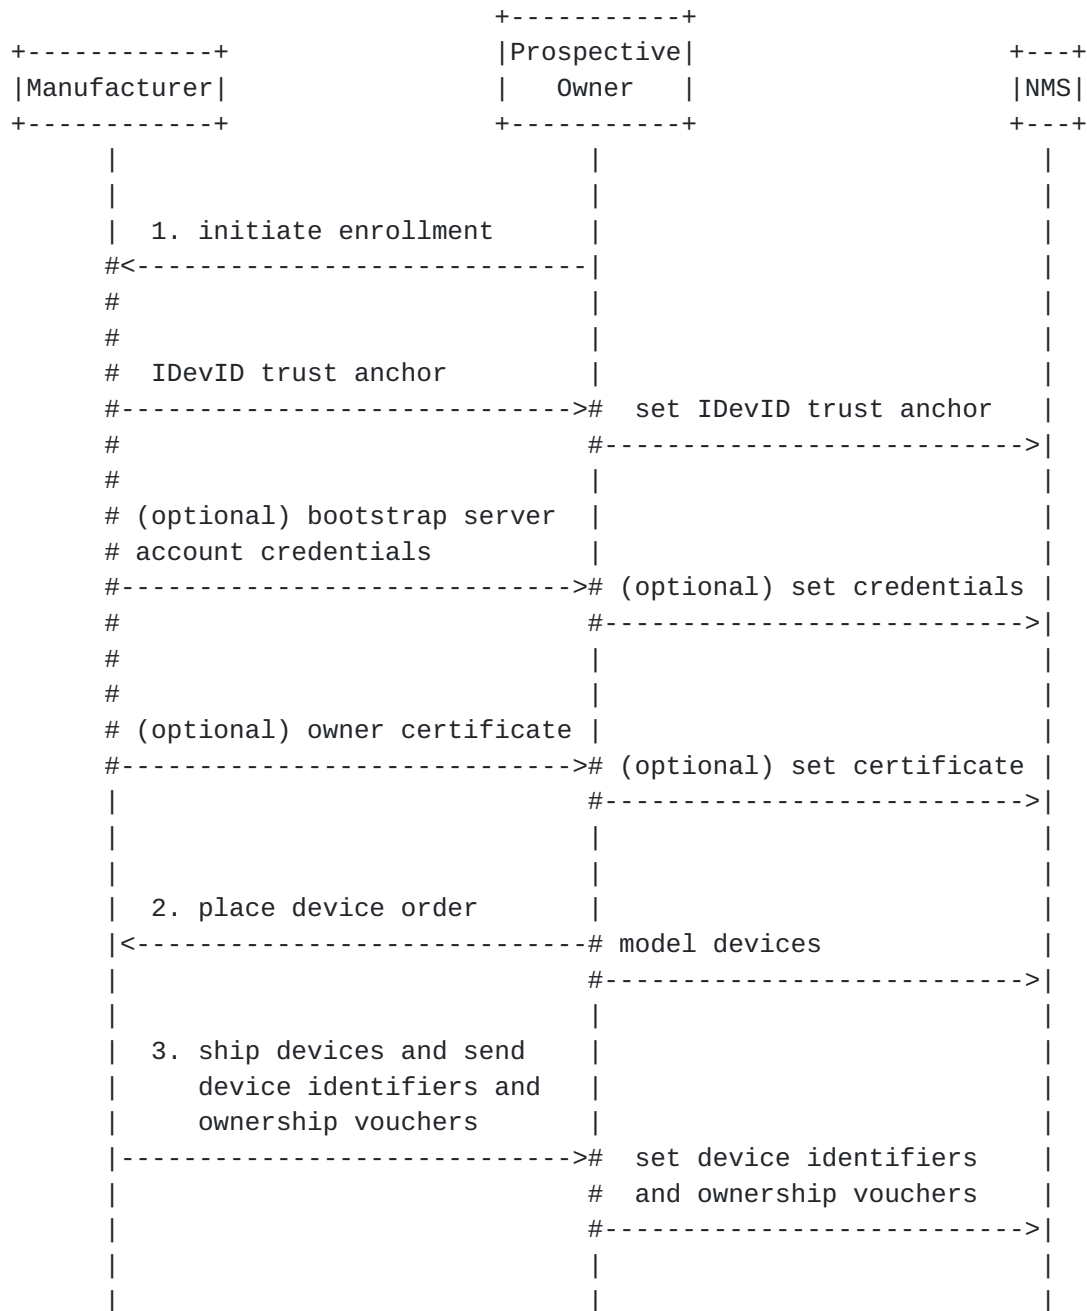 Prospective
Manufacturer Owner NMS
1. initiate enrollment
IDevID trust anchor
set IDevID trust anchor
(optional) bootstrap server
account credentials
(optional) set credentials
(optional) owner certificate
(optional) set certificate
2. place device order
model devices
3. ship devices and send
device identifiers and
ownership vouchers
set device identifiers
and ownership vouchers